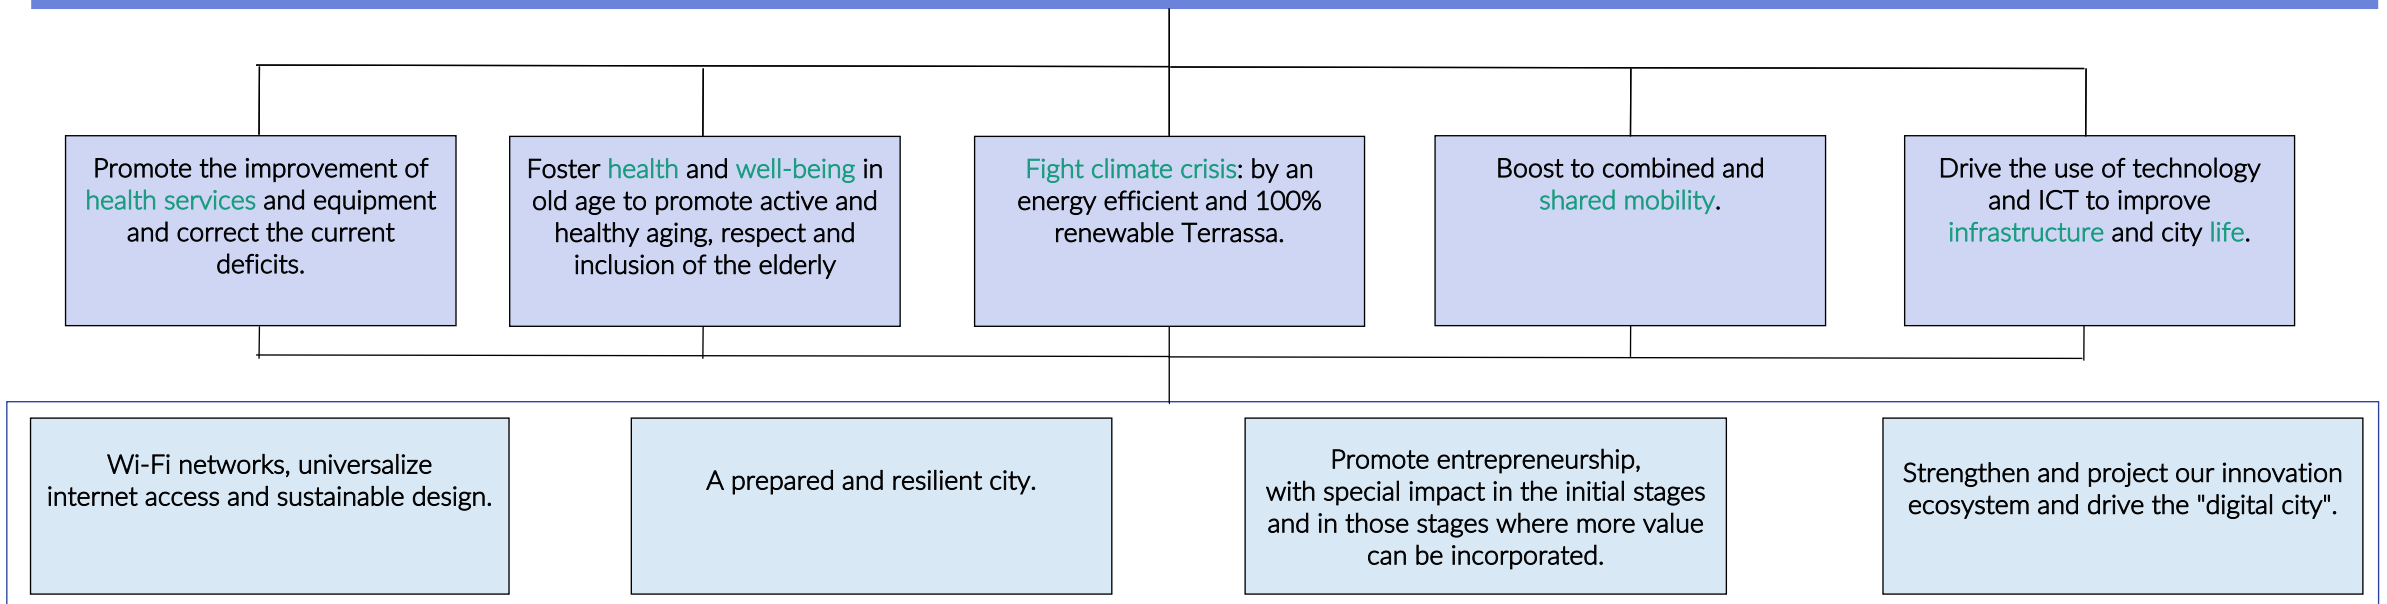 Promote the improvement of
health services and equipment
and correct the current
deficits.
Foster health and well-being in
old age to promote active and
healthy aging, respect and
inclusion of the elderly
Fight climate crisis: by an
energy efficient and 100%
renewable Terrassa.
Boost to combined and
shared mobility.
Drive the use of technology
and ICT to improve
infrastructure and city life.
Wi-Fi networks, universalize
internet access and sustainable design.
A prepared and resilient city.
Promote entrepreneurship,
with special impact in the initial stages
and in those stages where more value
can be incorporated.
Strengthen and project our innovation
ecosystem and drive the "digital city".